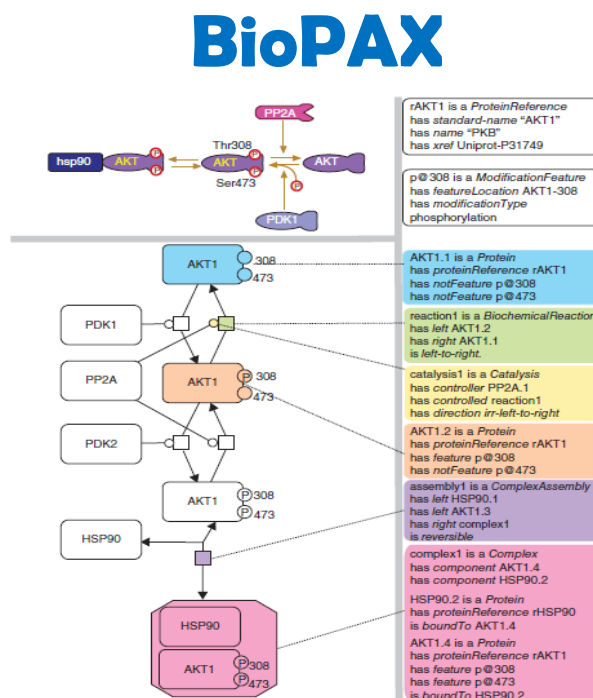 BioPAX
PP2A
hsp90
AKT
P
P
Thr308
AKT
Ser473
P
P
AKT
P
PDK1
rAKT1 is a ProteinReference
has standard-name “AKT1”
has name “PKB”
has xref Uniprot-P31749
p@308 is a ModificationFeature
has featureLocation AKT1-308
has modificationType
phosphorylation
AKT1
308
473
PDK1
PP2A
AKT1
P
308
473
PDK2
AKT1
P
308
P
473
HSP90
HSP90
AKT1
P
308
P
473
AKT1.1 is a Protein
has proteinReference rAKT1
has notFeature p@308
has notFeature p@473
reaction1 is a BiochemicalReaction
has left AKT1.2
has right AKT1.1
is left-to-right.
catalysis1 is a Catalysis
has controller PP2A.1
has controlled reaction1
has direction irr-left-to-right
AKT1.2 is a Protein
has proteinReference rAKT1
has feature p@308
has notFeature p@473
assembly1 is a ComplexAssembly
has left HSP90.1
has left AKT1.3
has right complex1
is reversible
complex1 is a Complex
has component AKT1.4
has component HSP90.2
HSP90.2 is a Protein
has proteinReference rHSP90
is boundTo AKT1.4
AKT1.4 is a Protein
has proteinReference rAKT1
has feature p@308
has feature p@473
is boundTo HSP90.2